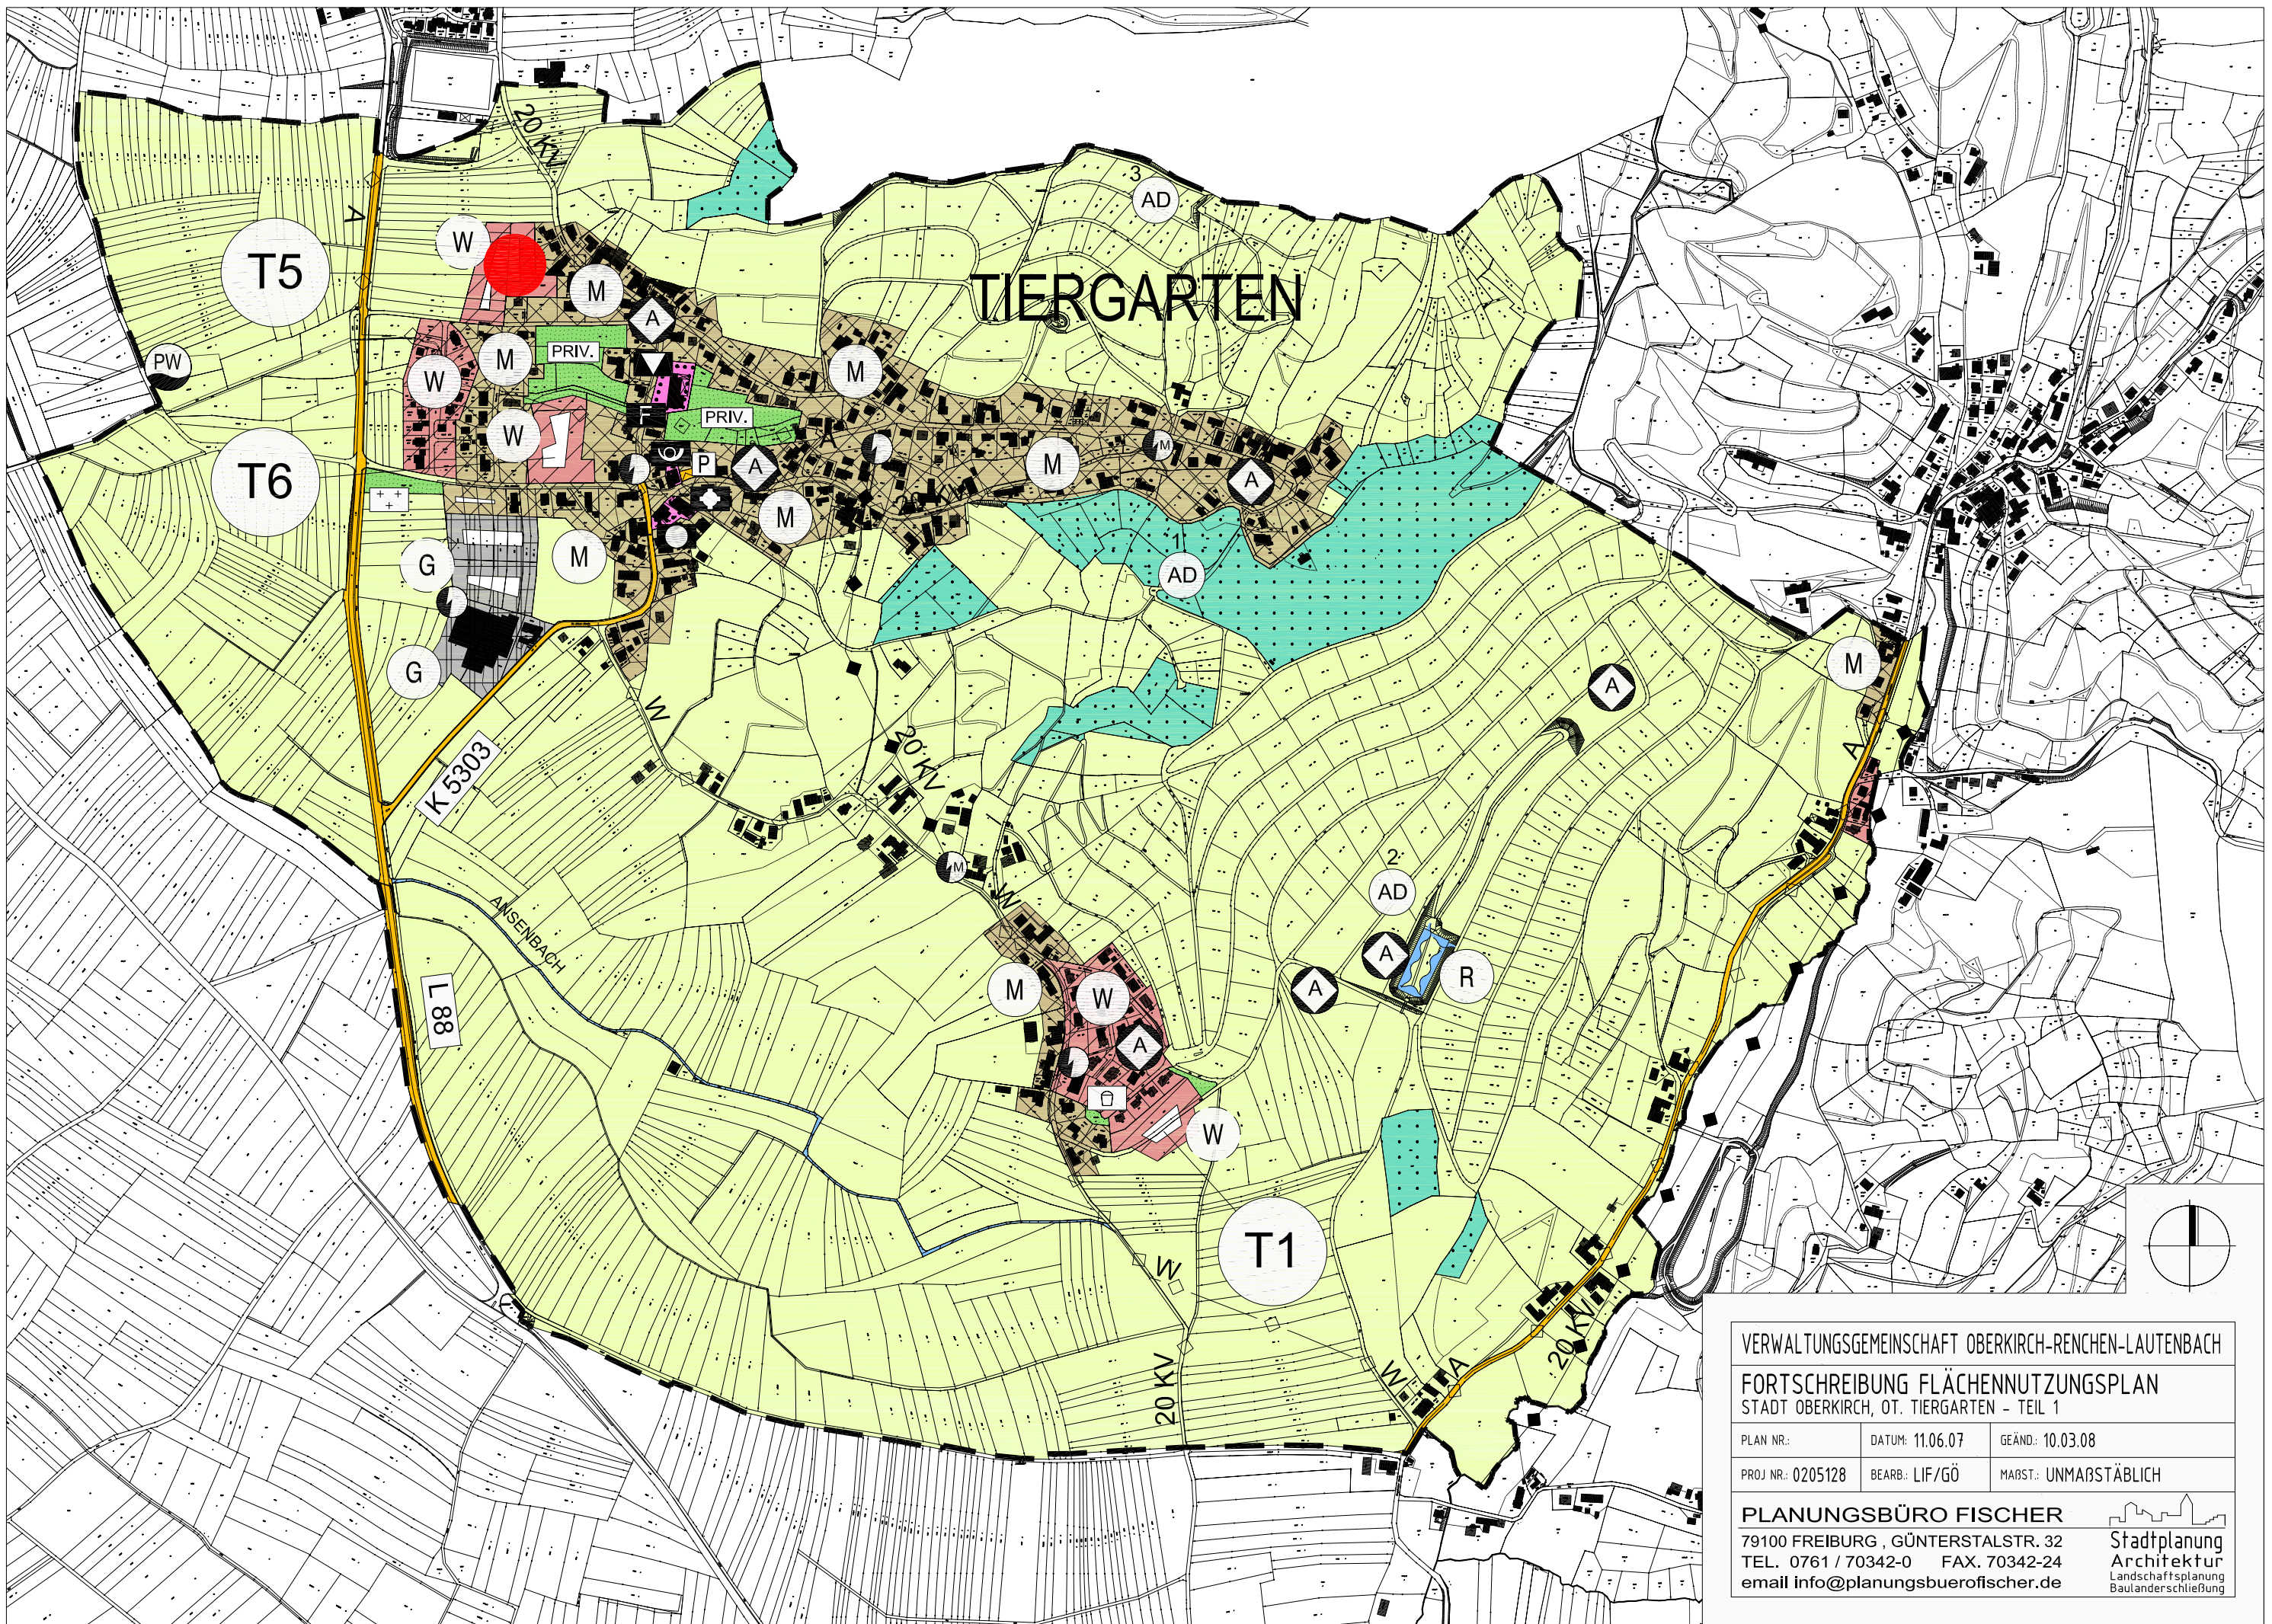 20 KV
3
AD
A
T5
W
M
TIERGARTEN
A
PW
M
PRIV.
M
W
F
PRIV.
W
A
M
M
A
P
A
T6
+ +
+
M
20 KV
1
AD
G
M
G
M
A
W
K 5303
20 KV
A
M
2
AD
W
ANSENBACH
A
R
A
M
W
L 88
A
W
T1
W
20 KV
20 KV
W
A
VERWALTUNGSGEMEINSCHAFT OBERKIRCH-RENCHEN-LAUTENBACH
FORTSCHREIBUNG FLÄCHENNUTZUNGSPLAN
STADT OBERKIRCH, OT. TIERGARTEN - TEIL 1
PLAN NR.: DATUM: 11.06.07 GEÄND.: 10.03.08
PROJ NR.: 0205128 BEARB.: LIF/GÖ MAßST.: UNMAßSTÄBLICH
PLANUNGSBÜRO FISCHER
79100 FREIBURG , GÜNTERSTALSTR. 32
TEL. 0761 / 70342-0 FAX. 70342-24
email info@planungsbuerofischer.de
Stadtplanung
Architektur
Landschaftsplanung
Baulanderschließung